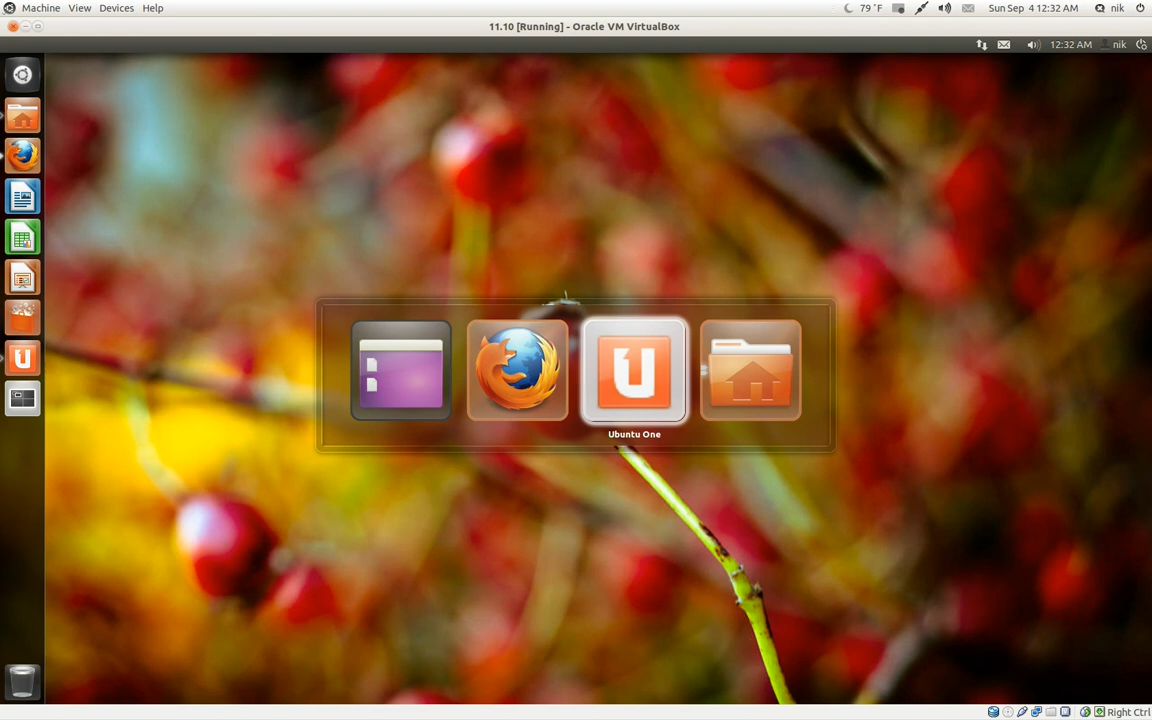 Machine View Devices Help 79 °F Sun Sep 4 12:32 AM nik
11.10 [Running] - Oracle VM VirtualBox
12:32 AM nik
Ubuntu One
Right Ctrl